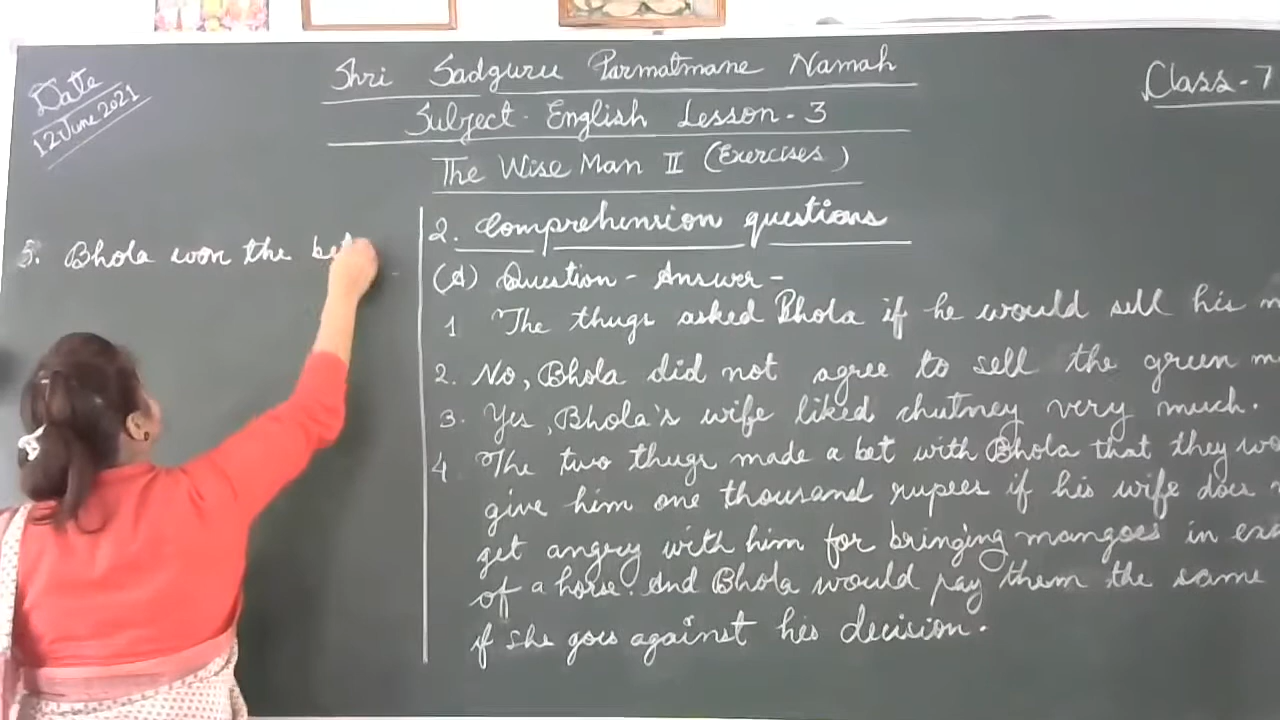 Date
12 June 2021
Shri Sadguru Parmatmane Namah
Class - 7
Subject - English Lesson - 3
The Wise Man II (Exercises)
5. Bhola won the bet
2. Comprehension questions
(A) Question - Answer -
1 The thugs asked Bhola if he would sell his
2. No, Bhola did not agree to sell the green
3. Yes, Bhola's wife liked chutney very much.
4 The two thugs made a bet with Bhola that they
give him one thousand rupees if his wife does
get angry with him for bringing mangoes in
of a horse. And Bhola would pay them the same
if she goes against his decision.